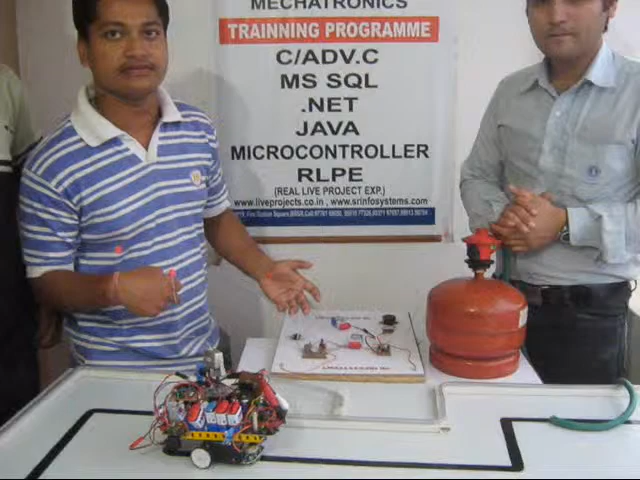 MECHATRONICS
TRAINNING PROGRAMME
C/ADV.C
MS SQL
.NET
JAVA
MICROCONTROLLER
RLPE
(REAL LIVE PROJECT EXP.)
www.liveprojects.co.in , www.srinfosystems.com